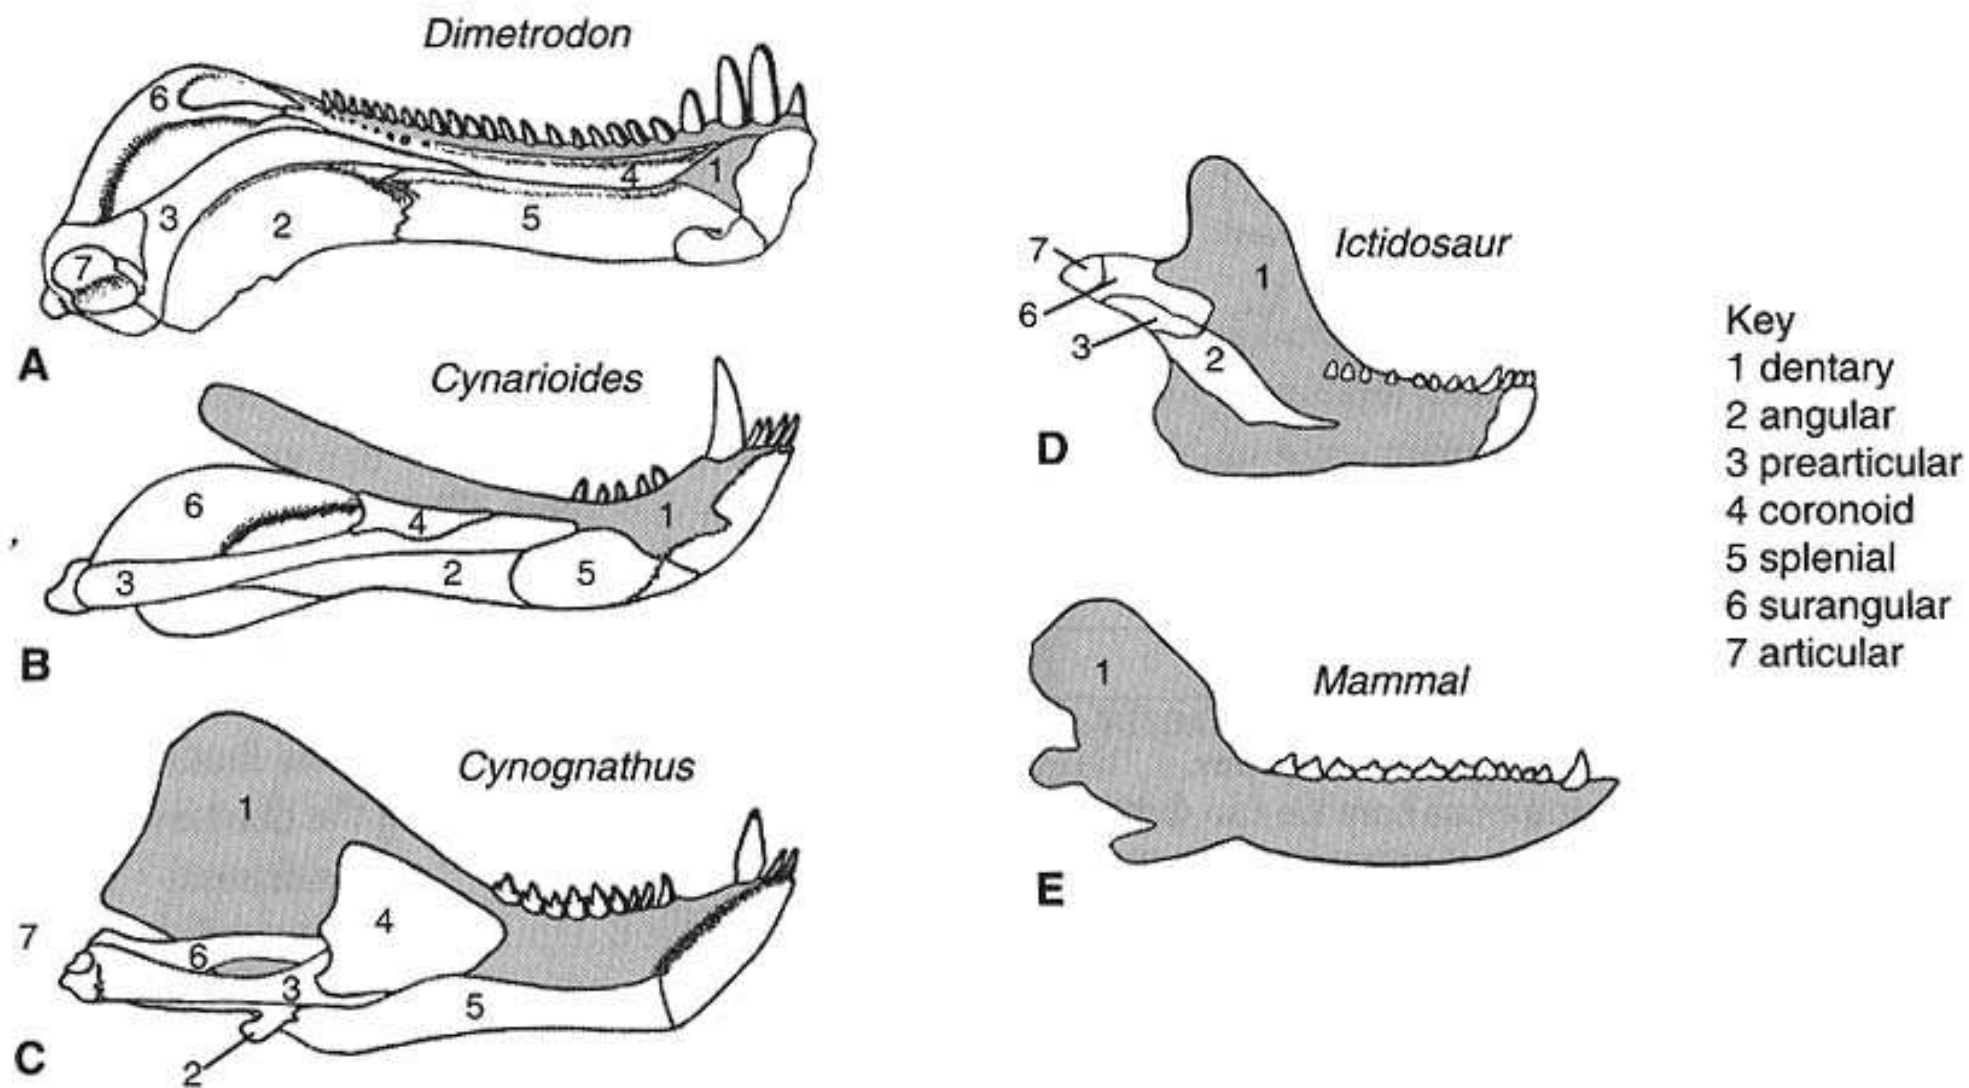 Dimetrodon
6
4
1
3
2
5
7
A
Cynarioides
6
4
1
3
2
5
B
Cynognathus
1
4
7
6
3
5
2
C
Ictidosaur
7
1
6
3
2
D
Mammal
1
E
Key
1 dentary
2 angular
3 prearticular
4 coronoid
5 splenial
6 surangular
7 articular